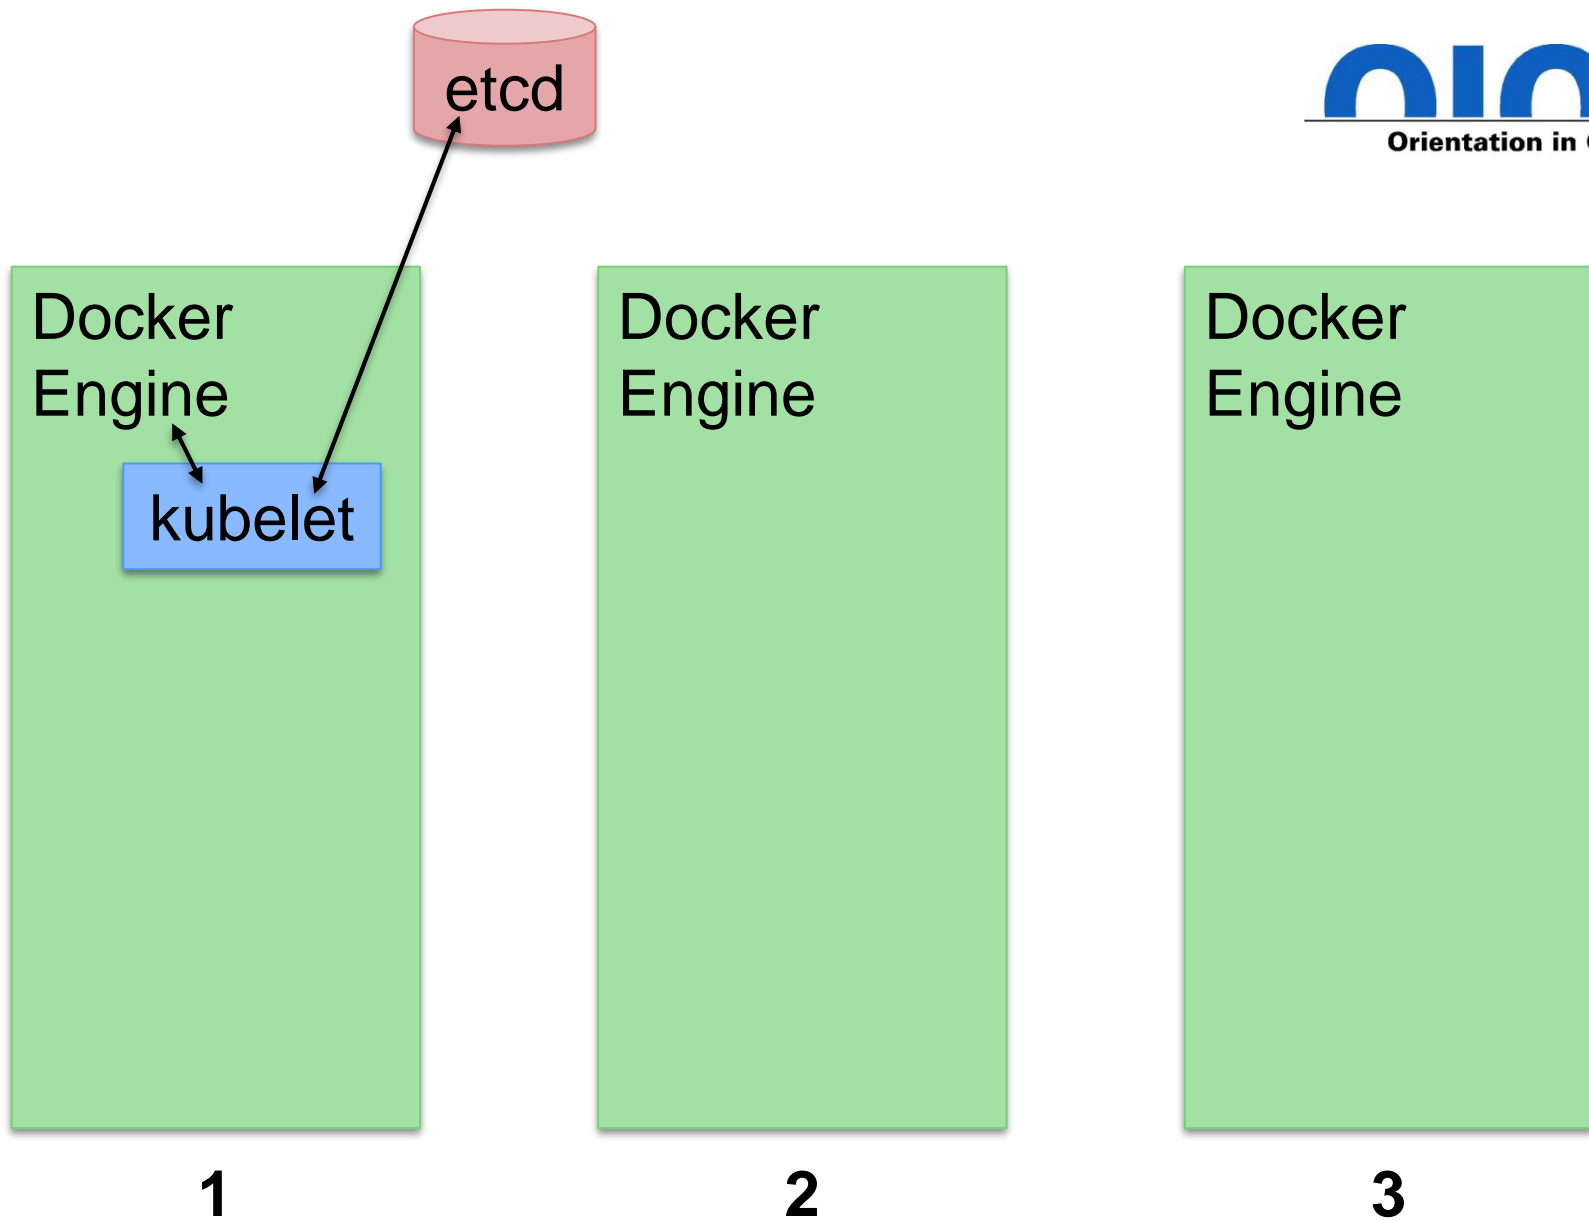 etcd
Orientation in
Docker
Engine
kubelet
Docker
Engine
Docker
Engine
1
2
3